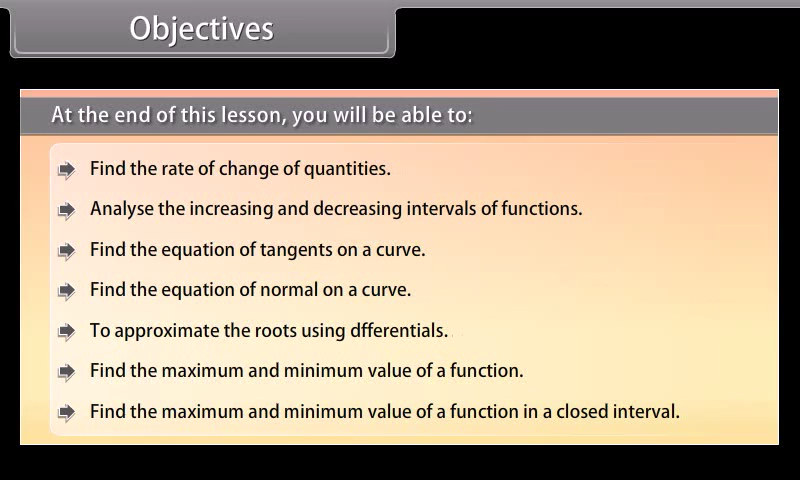 Objectives
At the end of this lesson, you will be able to:
Find the rate of change of quantities.
Analyse the increasing and decreasing intervals of functions.
Find the equation of tangents on a curve.
Find the equation of normal on a curve.
To approximate the roots using dfferentials.
Find the maximum and minimum value of a function.
Find the maximum and minimum value of a function in a closed interval.